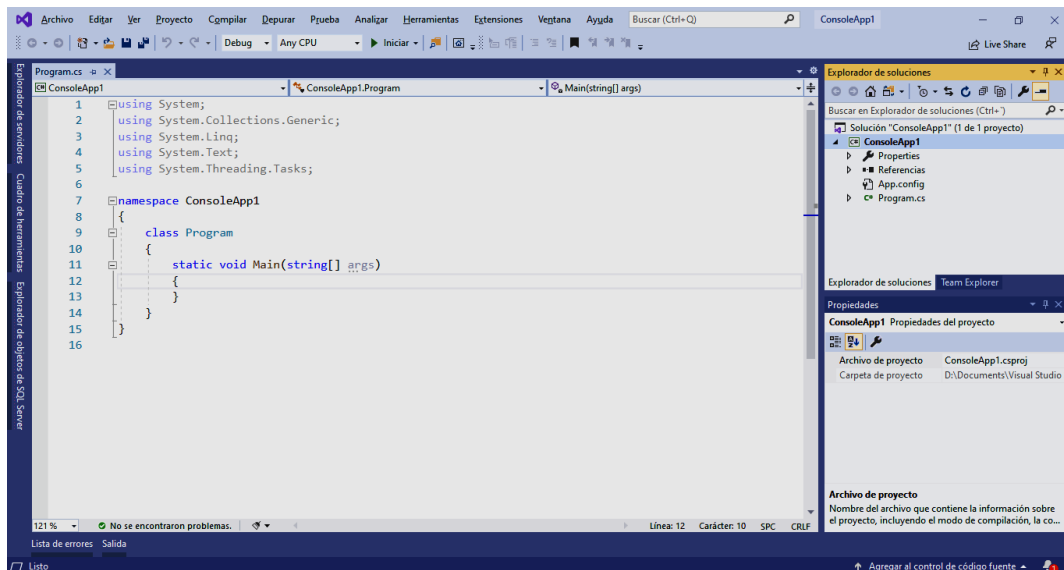 Archivo Editar Ver Proyecto Compilar Depurar Prueba Analizar Herramientas Extensiones Ventana Ayuda Buscar (Ctrl+Q) ConsoleApp1
Debug Any CPU Iniciar Live Share
Explorador de servidores
Cuadro de herramientas
Explorador de objetos de SQL Server
Program.cs
ConsoleApp1 ConsoleApp1.Program Main(string[] args)
1 using System;
2 using System.Collections.Generic;
3 using System.Linq;
4 using System.Text;
5 using System.Threading.Tasks;
6
7 namespace ConsoleApp1
8 {
9 class Program
10 {
11 static void Main(string[] args)
12 {
13 }
14 }
15 }
16
121 % No se encontraron problemas. Línea: 12 Carácter: 10 SPC CRLF
Explorador de soluciones
Buscar en Explorador de soluciones (Ctrl+´)
Solución "ConsoleApp1" (1 de 1 proyecto)
C# ConsoleApp1
Properties
Referencias
App.config
C# Program.cs
Explorador de soluciones Team Explorer
Propiedades
ConsoleApp1 Propiedades del proyecto
Archivo de proyecto ConsoleApp1.csproj
Carpeta de proyecto D:\Documents\Visual Studio
Archivo de proyecto
Nombre del archivo que contiene la información sobre
el proyecto, incluyendo el modo de compilación, la co...
Lista de errores Salida
Listo Agregar al control de código fuente